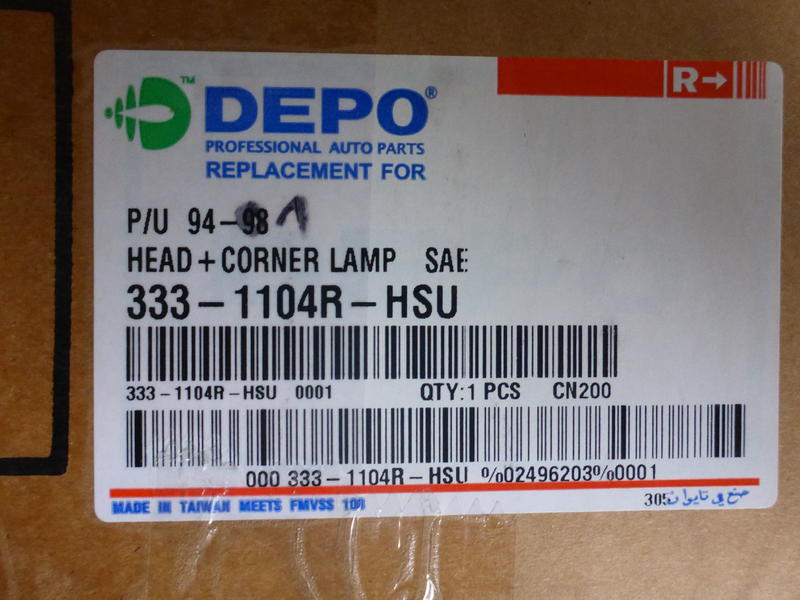 DEPO®
™
R→
PROFESSIONAL AUTO PARTS
REPLACEMENT FOR
P/U 94-98 1
HEAD+CORNER LAMP SAE
333-1104R-HSU
333-1104R-HSU 0001 QTY:1 PCS CN200
000 333-1104R-HSU %02496203%0001
MADE IN TAIWAN MEETS FMVSS 108
305 صنع في تايوان